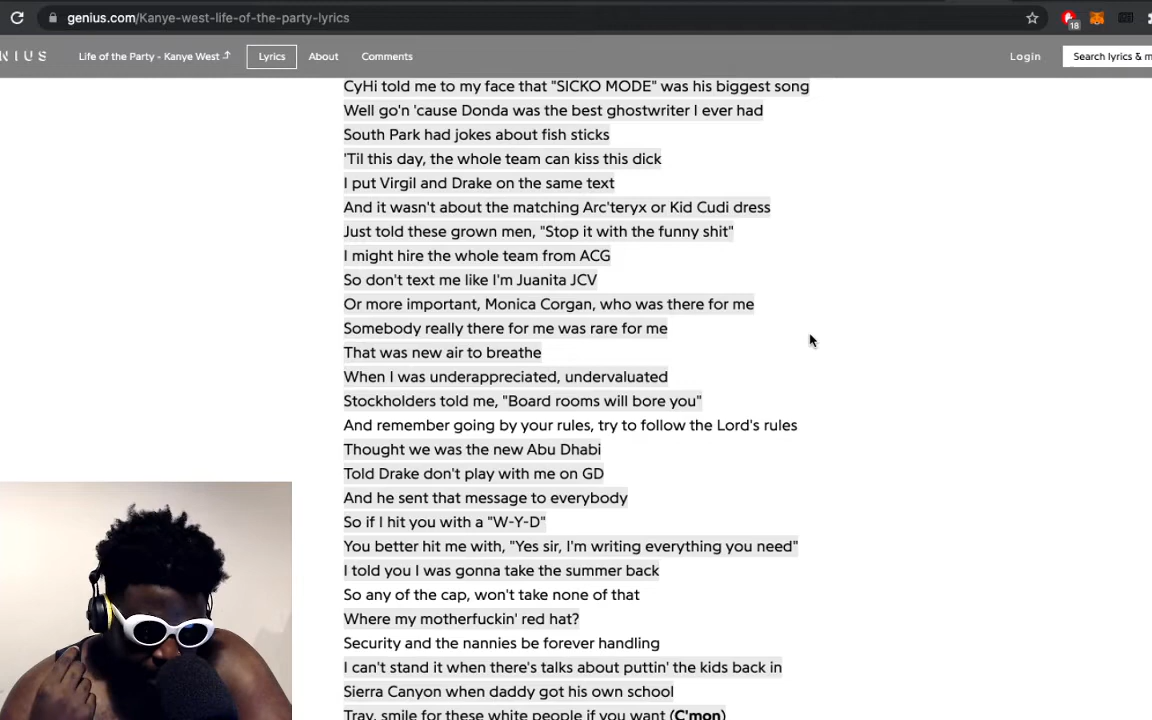 genius.com/Kanye-west-life-of-the-party-lyrics
18
NIUS
Life of the Party - Kanye West
Lyrics
About
Comments
Login
Search lyrics & m
CyHi told me to my face that "SICKO MODE" was his biggest song
Well go'n 'cause Donda was the best ghostwriter I ever had
South Park had jokes about fish sticks
'Til this day, the whole team can kiss this dick
I put Virgil and Drake on the same text
And it wasn't about the matching Arc'teryx or Kid Cudi dress
Just told these grown men, "Stop it with the funny shit"
I might hire the whole team from ACG
So don't text me like I'm Juanita JCV
Or more important, Monica Corgan, who was there for me
Somebody really there for me was rare for me
That was new air to breathe
When I was underappreciated, undervaluated
Stockholders told me, "Board rooms will bore you"
And remember going by your rules, try to follow the Lord's rules
Thought we was the new Abu Dhabi
Told Drake don't play with me on GD
And he sent that message to everybody
So if I hit you with a "W-Y-D"
You better hit me with, "Yes sir, I'm writing everything you need"
I told you I was gonna take the summer back
So any of the cap, won't take none of that
Where my motherfuckin' red hat?
Security and the nannies be forever handling
I can't stand it when there's talks about puttin' the kids back in
Sierra Canyon when daddy got his own school
Tray, smile for these white people if you want (C'mon)